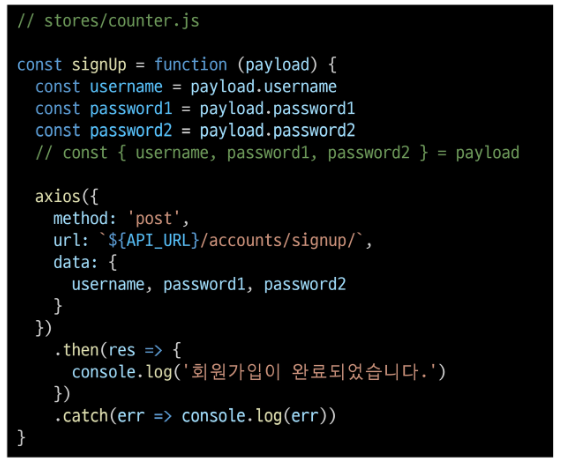 // stores/counter.js

const signUp = function (payload) {
  const username = payload.username
  const password1 = payload.password1
  const password2 = payload.password2
  // const { username, password1, password2 } = payload

  axios({
    method: 'post',
    url: `${API_URL}/accounts/signup/`,
    data: {
      username, password1, password2
    }
  })
    .then(res => {
      console.log('회원가입이 완료되었습니다.')
    })
    .catch(err => console.log(err))
}